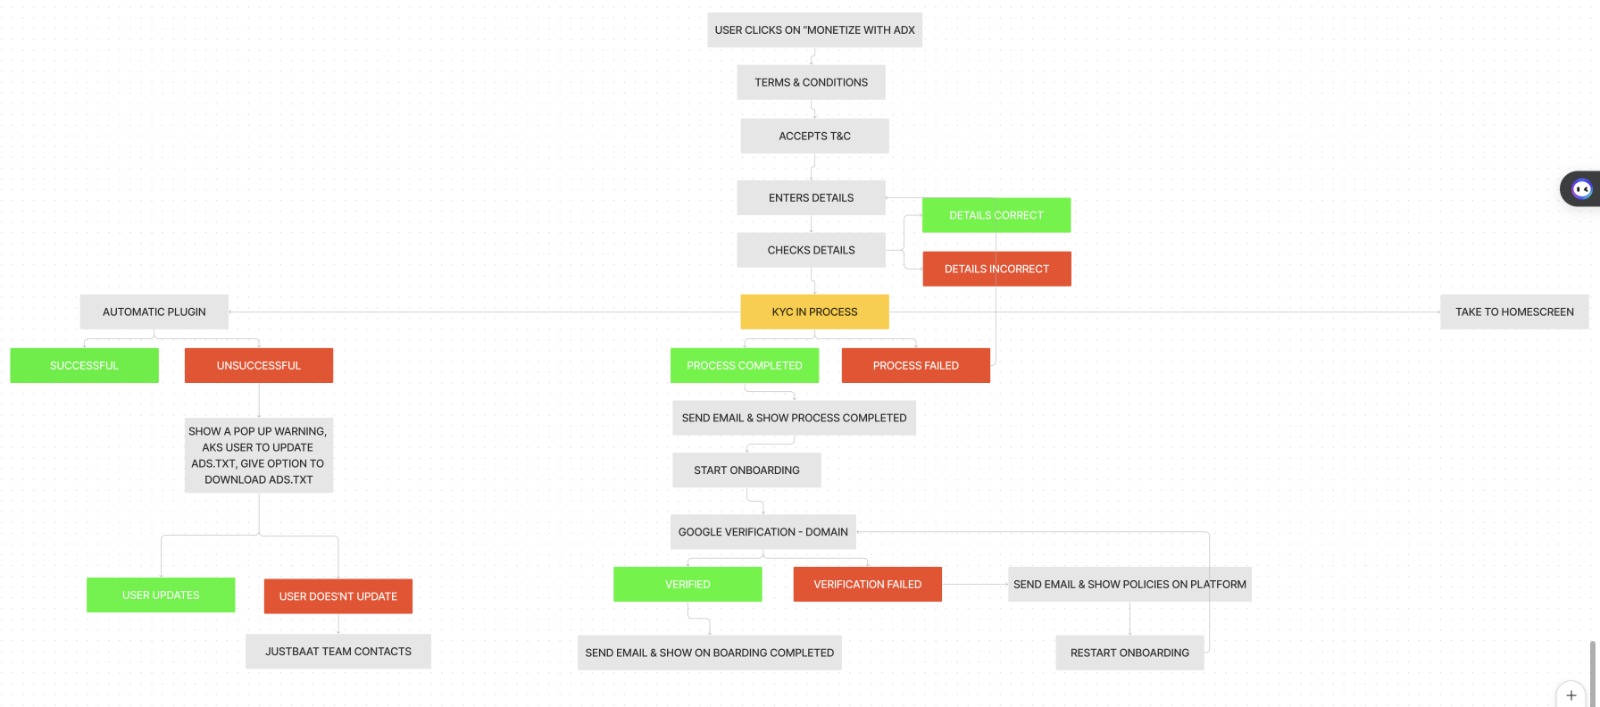 USER CLICKS ON "MONETIZE WITH ADX
TERMS & CONDITIONS
ACCEPTS T&C
ENTERS DETAILS
DETAILS CORRECT
CHECKS DETAILS
DETAILS INCORRECT
AUTOMATIC PLUGIN
KYC IN PROCESS
TAKE TO HOMESCREEN
SUCCESSFUL
UNSUCCESSFUL
PROCESS COMPLETED
PROCESS FAILED
SHOW A POP UP WARNING,
AKS USER TO UPDATE
ADS.TXT, GIVE OPTION TO
DOWNLOAD ADS.TXT
SEND EMAIL & SHOW PROCESS COMPLETED
START ONBOARDING
GOOGLE VERIFICATION - DOMAIN
VERIFIED
VERIFICATION FAILED
SEND EMAIL & SHOW POLICIES ON PLATFORM
USER UPDATES
USER DOES'NT UPDATE
JUSTBAAT TEAM CONTACTS
SEND EMAIL & SHOW ON BOARDING COMPLETED
RESTART ONBOARDING